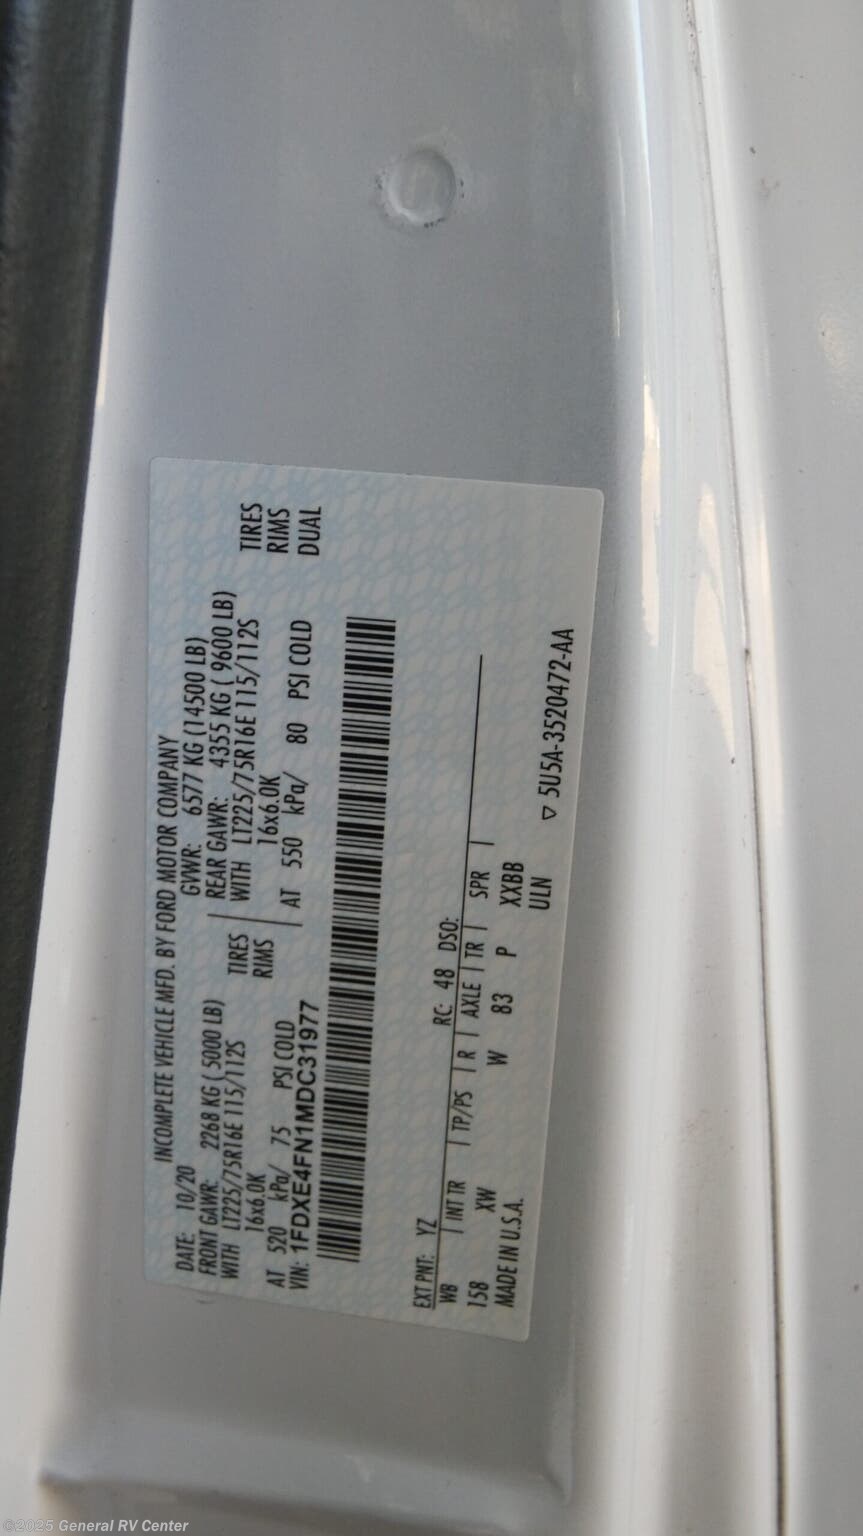 INCOMPLETE VEHICLE MFD. BY FORD MOTOR COMPANY
DATE: 10/20 GVWR: 6577 KG (14500 LB)
FRONT GAWR: 2268 KG ( 5000 LB) REAR GAWR: 4355 KG ( 9600 LB)
WITH LT225/75R16E 115/112S TIRES WITH LT225/75R16E 115/112S TIRES
16x6.0K RIMS 16x6.0K RIMS
AT 520 kPa/ 75 PSI COLD AT 550 kPa/ 80 PSI COLD DUAL
VIN: 1FDXE4FN1MDC31977
EXT PNT: YZ RC: 48 DSO:
WB INT TR TP/PS R AXLE TR SPR
158 XW W 83 P XXBB
MADE IN U.S.A. ULN
▽ 5U5A-3520472-AA
©2025 General RV Center